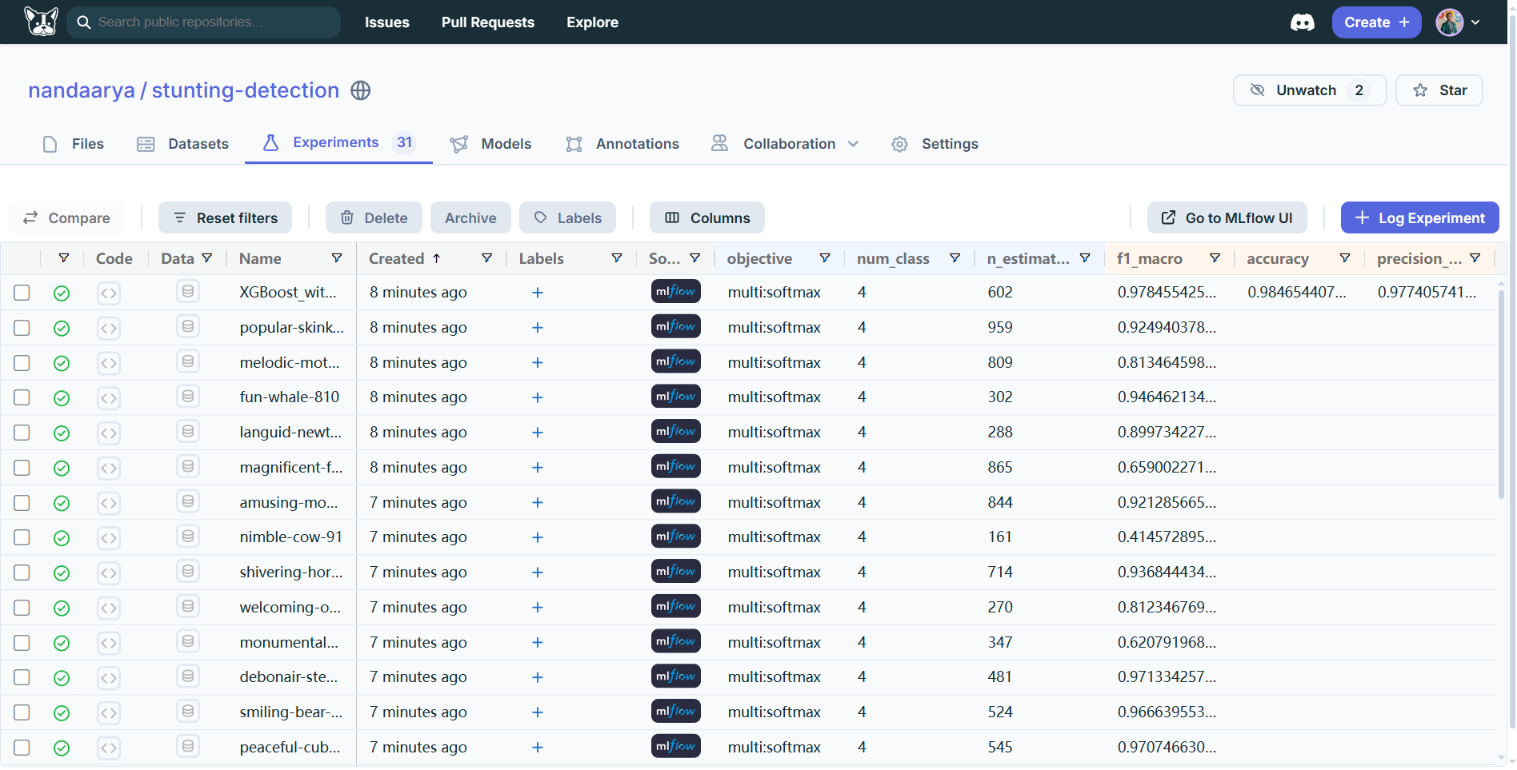 Search public repositories... Issues Pull Requests Explore Create +
nandaarya / stunting-detection Unwatch 2 Star
Files Datasets Experiments 31 Models Annotations Collaboration Settings
Compare Reset filters Delete Archive Labels Columns Go to MLflow UI + Log Experiment
Code Data Name Created ↑ Labels So... objective num_class n_estimat... f1_macro accuracy precision_...
XGBoost_wit... 8 minutes ago + mlflow multi:softmax 4 602 0.978455425... 0.984654407... 0.977405741...
popular-skink... 8 minutes ago + mlflow multi:softmax 4 959 0.924940378...
melodic-mot... 8 minutes ago + mlflow multi:softmax 4 809 0.813464598...
fun-whale-810 8 minutes ago + mlflow multi:softmax 4 302 0.946462134...
languid-newt... 8 minutes ago + mlflow multi:softmax 4 288 0.899734227...
magnificent-f... 8 minutes ago + mlflow multi:softmax 4 865 0.659002271...
amusing-mo... 7 minutes ago + mlflow multi:softmax 4 844 0.921285665...
nimble-cow-91 7 minutes ago + mlflow multi:softmax 4 161 0.414572895...
shivering-hor... 7 minutes ago + mlflow multi:softmax 4 714 0.936844434...
welcoming-o... 7 minutes ago + mlflow multi:softmax 4 270 0.812346769...
monumental... 7 minutes ago + mlflow multi:softmax 4 347 0.620791968...
debonair-ste... 7 minutes ago + mlflow multi:softmax 4 481 0.971334257...
smiling-bear-... 7 minutes ago + mlflow multi:softmax 4 524 0.966639553...
peaceful-cub... 7 minutes ago + mlflow multi:softmax 4 545 0.970746630...